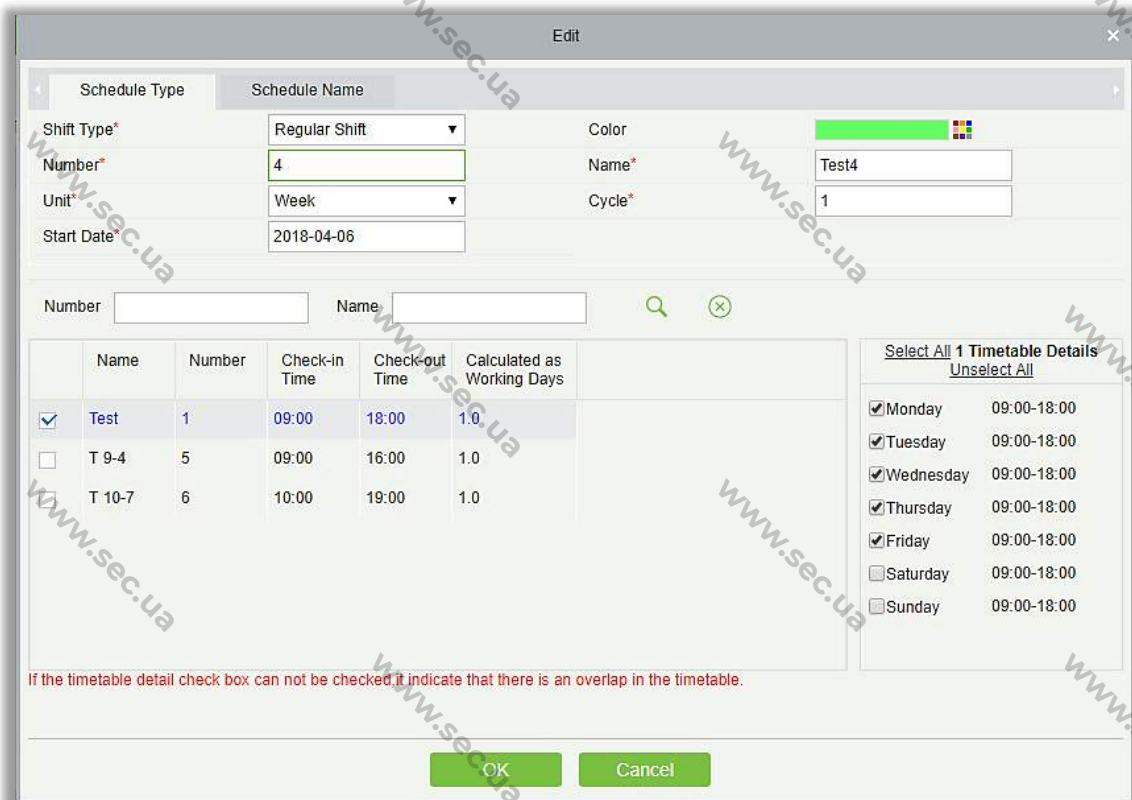 Edit ×
Schedule Type Schedule Name
Shift Type* Regular Shift Color
Number* 4 Name* Test4
Unit* Week Cycle* 1
Start Date* 2018-04-06
Number Name
Name Number Check-in Time Check-out Time Calculated as Working Days
Test 1 09:00 18:00 1.0
T 9-4 5 09:00 16:00 1.0
T 10-7 6 10:00 19:00 1.0
Select All 1 Timetable Details
Unselect All
Monday 09:00-18:00
Tuesday 09:00-18:00
Wednesday 09:00-18:00
Thursday 09:00-18:00
Friday 09:00-18:00
Saturday 09:00-18:00
Sunday 09:00-18:00
If the timetable detail check box can not be checked,it indicate that there is an overlap in the timetable.
OK Cancel
www.sec.ua